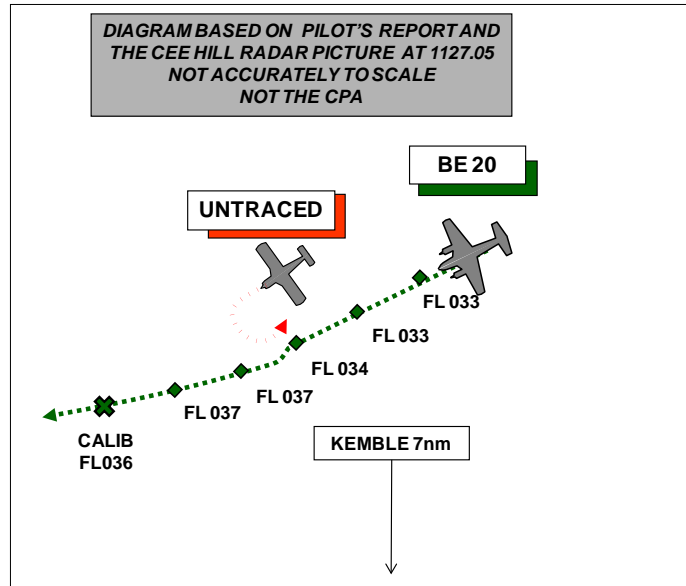 DIAGRAM BASED ON PILOT'S REPORT AND
THE CEE HILL RADAR PICTURE AT 1127.05
NOT ACCURATELY TO SCALE
NOT THE CPA
BE 20
UNTRACED
FL 033
FL 033
FL 034
FL 037
FL 037
CALIB
FL036
KEMBLE 7nm